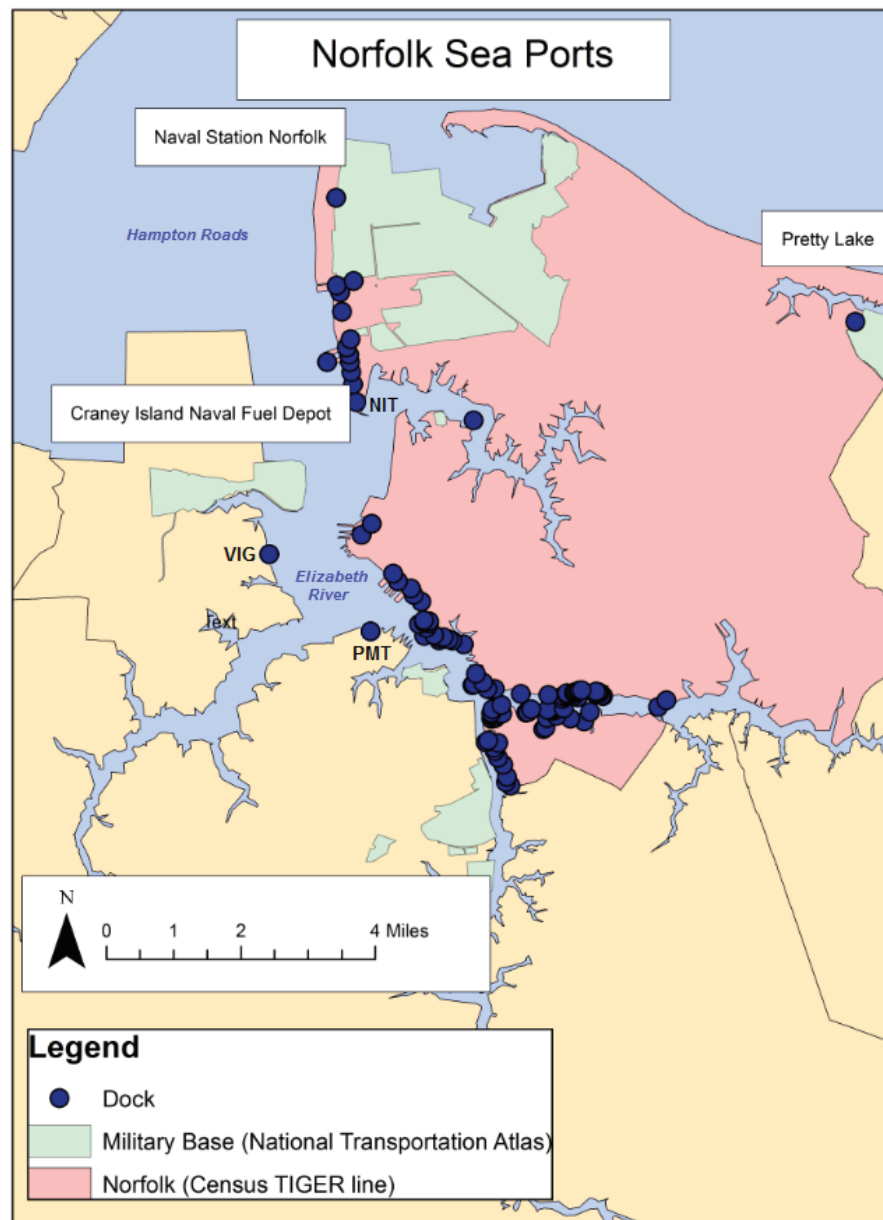 Norfolk Sea Ports
Naval Station Norfolk
Hampton Roads
Pretty Lake
NIT
Craney Island Naval Fuel Depot
VIG
Elizabeth
River
Text
PMT
N
0 1 2 4 Miles
Legend
Dock
Military Base (National Transportation Atlas)
Norfolk (Census TIGER line)